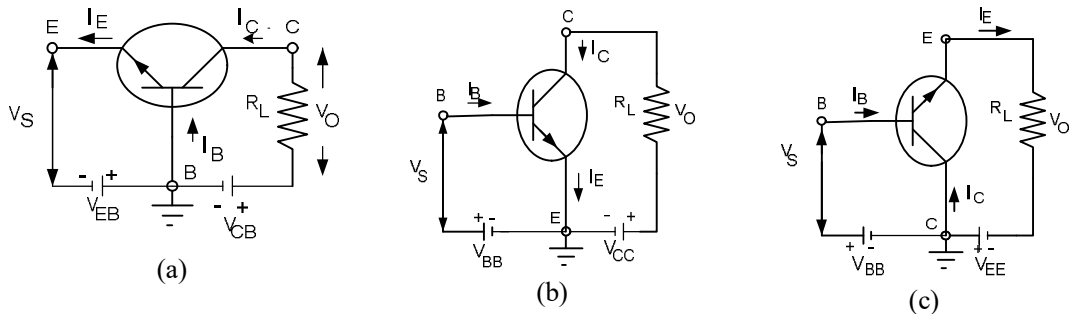 E I_E I_C C
V_S R_L V_O
I_B
B
- + - +
V_EB V_CB
(a)
C
I_C
B I_B R_L V_O
V_S
I_E
E
+ - - +
V_BB V_CC
(b)
I_E
E
B I_B R_L V_O
V_S
I_C
C
+ - + -
V_BB V_EE
(c)